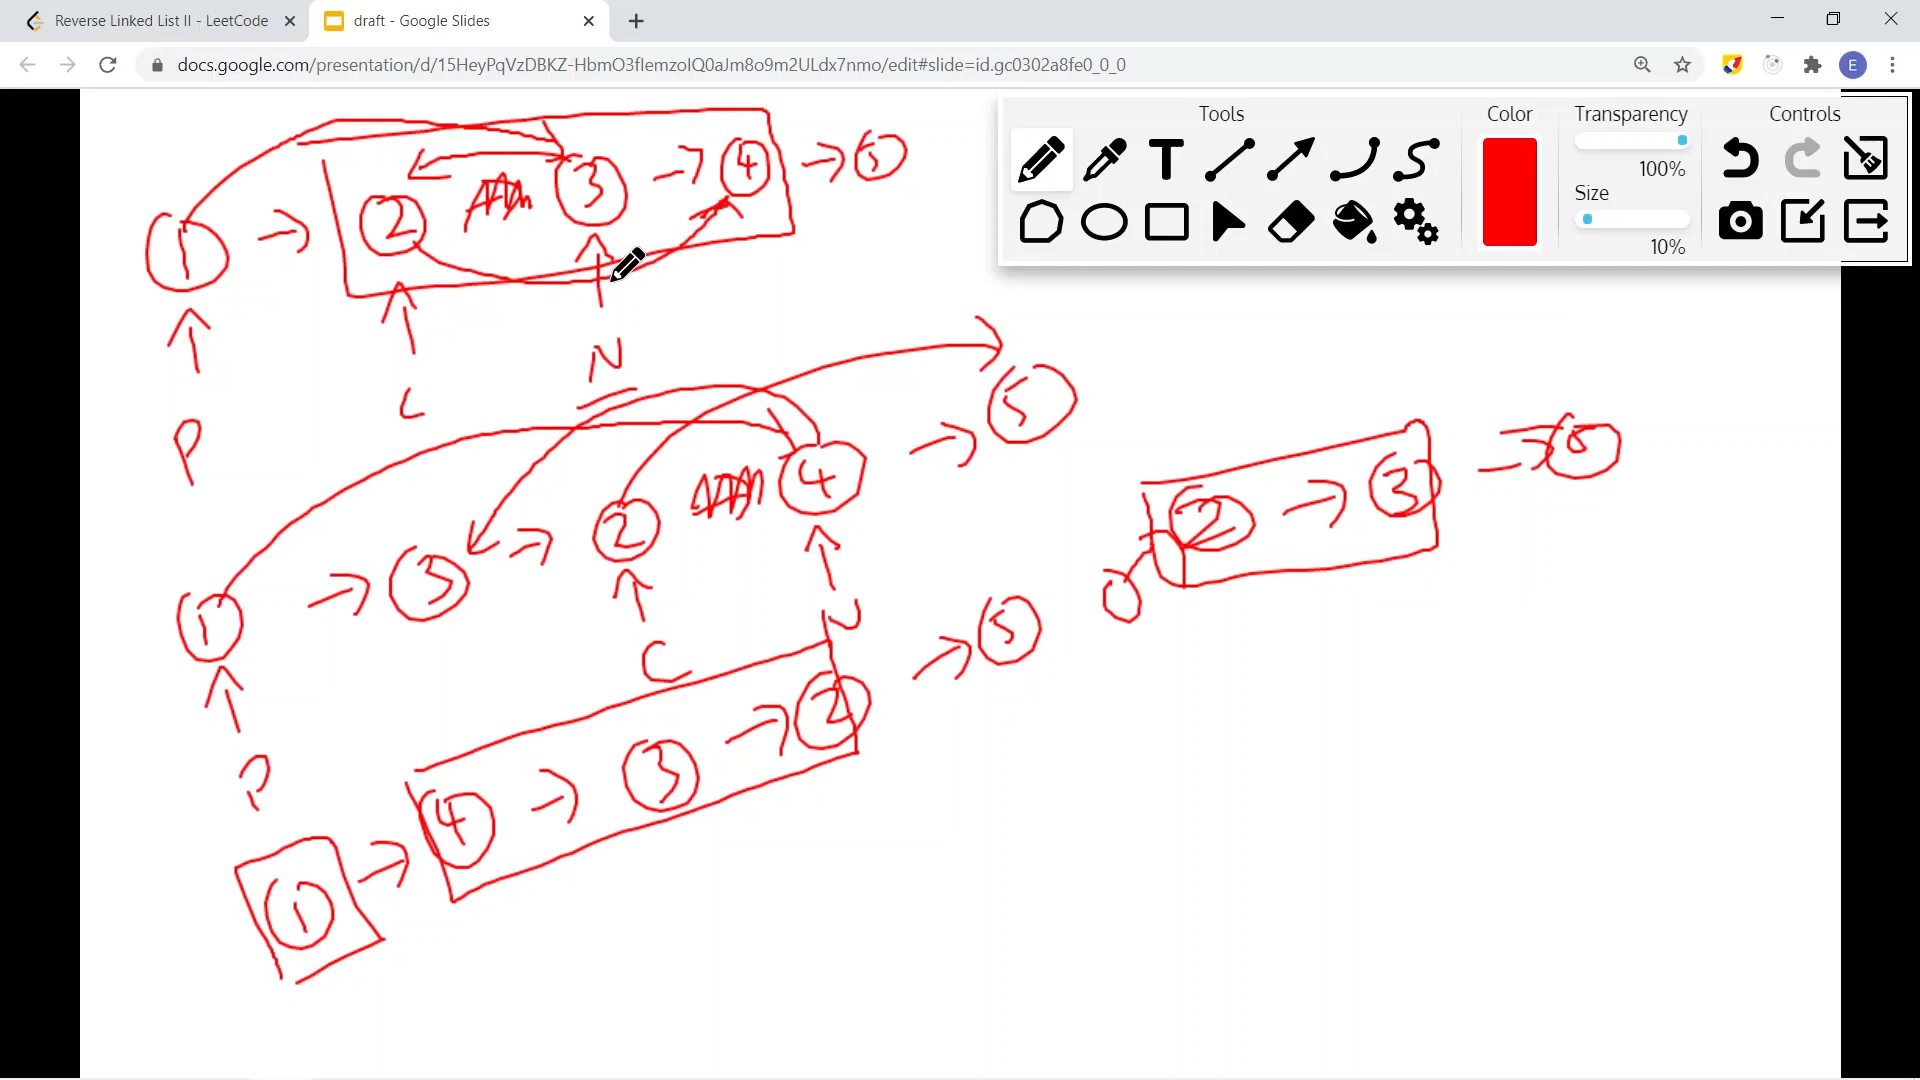 Reverse Linked List II - LeetCode
draft - Google Slides
docs.google.com/presentation/d/15HeyPqVzDBKZ-HbmO3fIemzoIQ0aJm8o9m2ULdx7nmo/edit#slide=id.gc0302a8fe0_0_0
E
Tools
Color
Transparency
Controls
100%
Size
10%
T
1 → 2 3 → 4 → 5
P C N
1 → 3 → 2 4 → 5
P C N
0 2 → 3 → 5
1 → 4 → 3 → 2 → 5